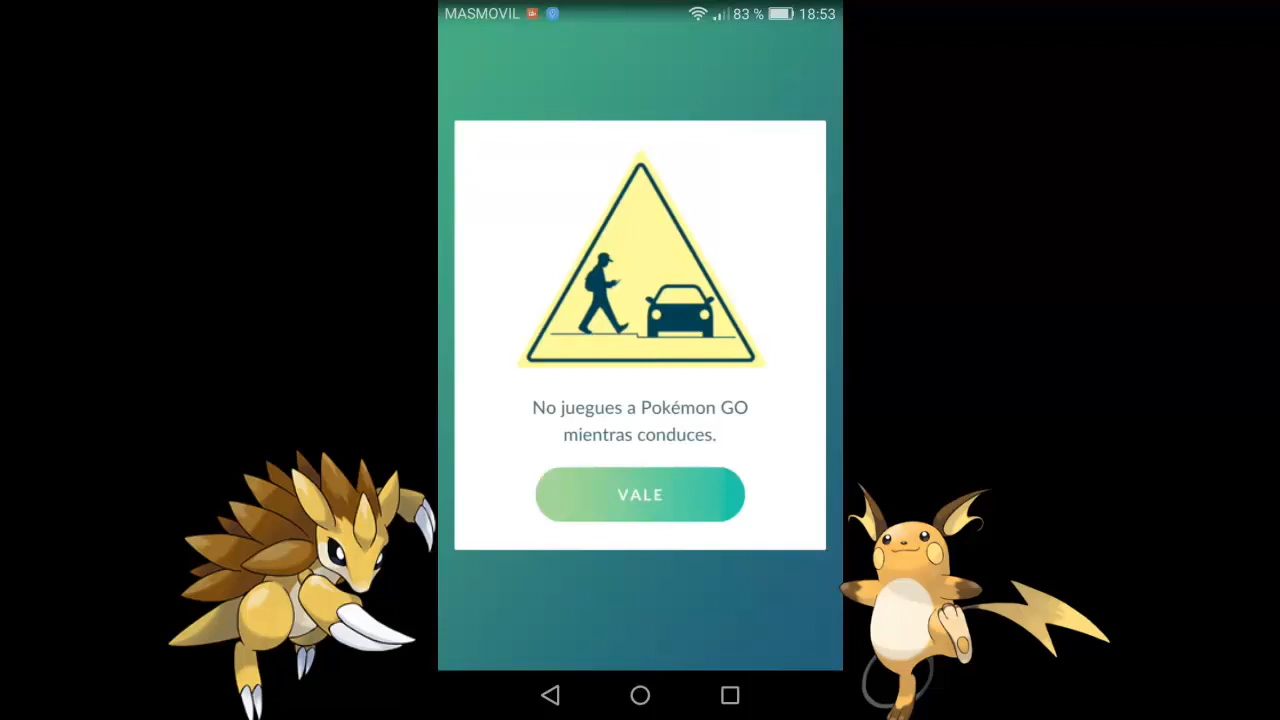 MASMOVIL 83 % 18:53
No juegues a Pokémon GO
mientras conduces.
VALE